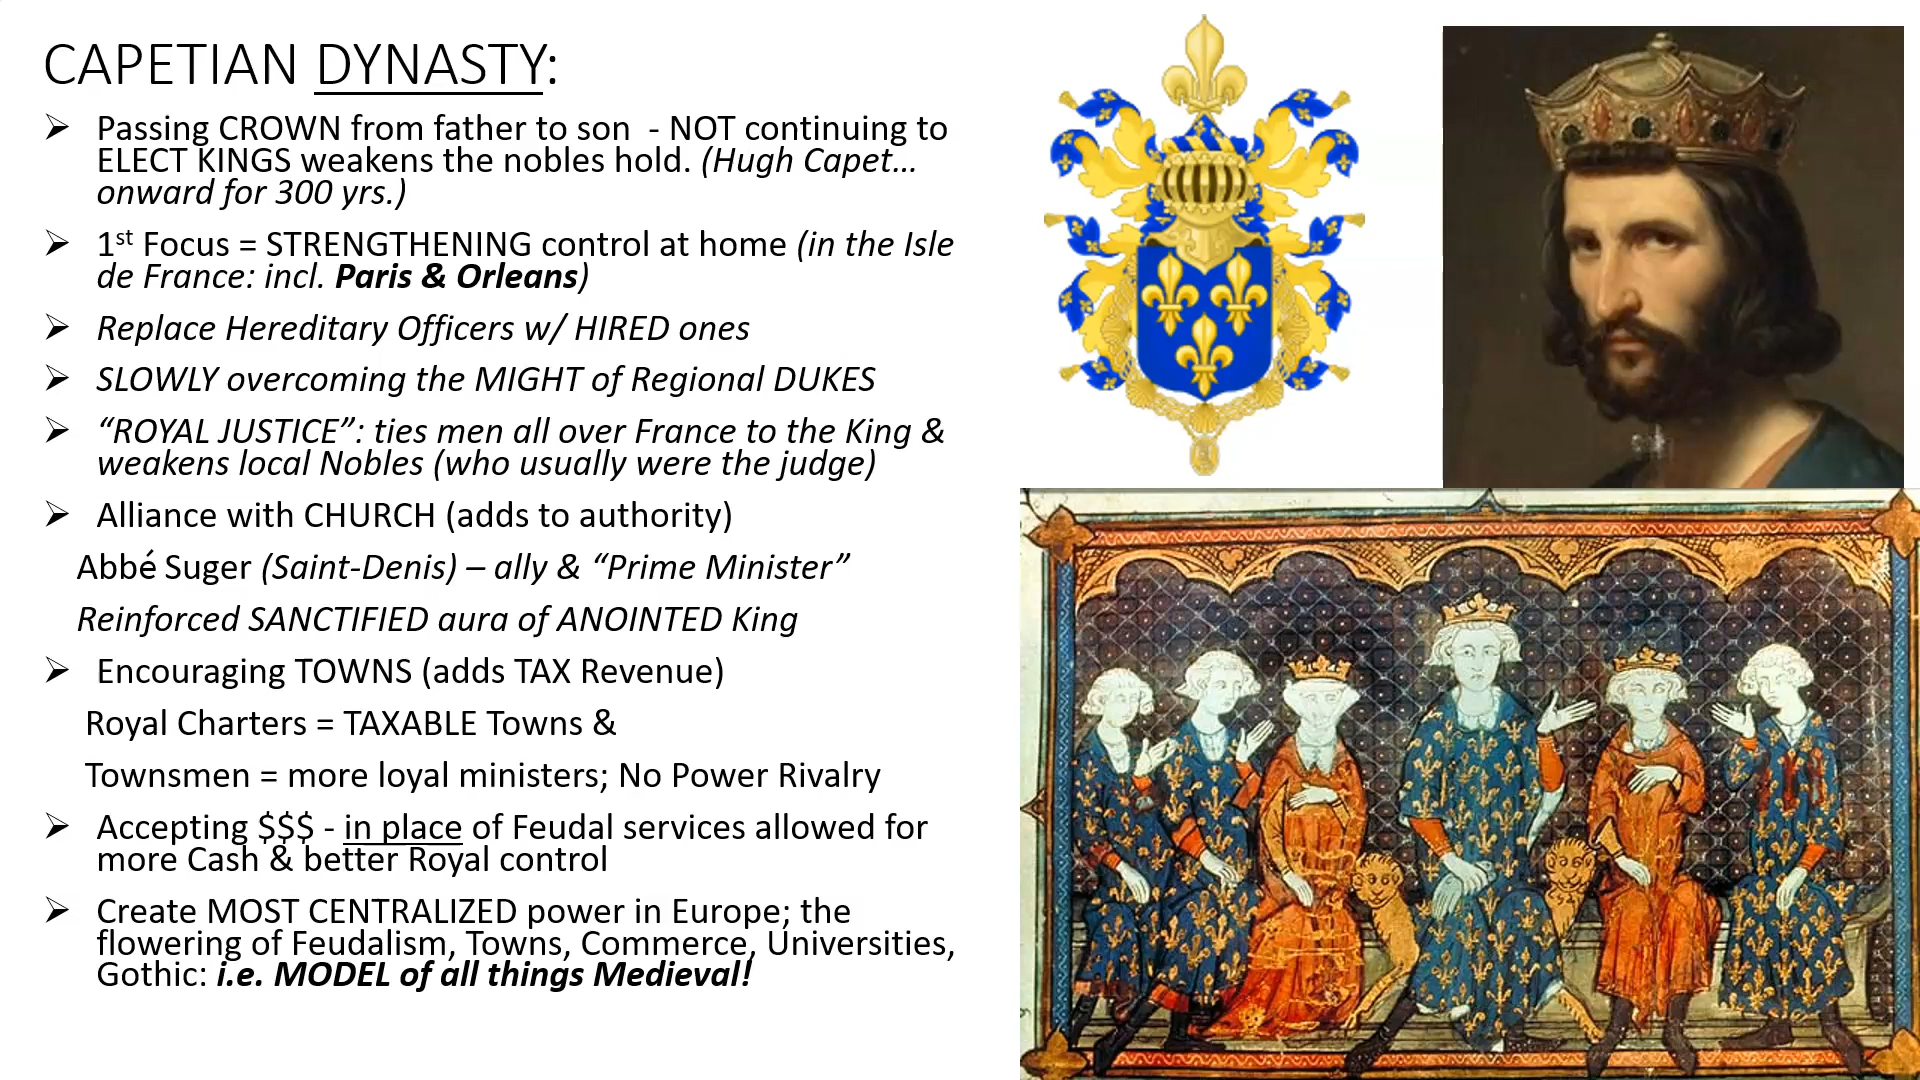 CAPETIAN DYNASTY:
➢ Passing CROWN from father to son - NOT continuing to
ELECT KINGS weakens the nobles hold. (Hugh Capet…
onward for 300 yrs.)
➢ 1st Focus = STRENGTHENING control at home (in the Isle
de France: incl. Paris & Orleans)
➢ Replace Hereditary Officers w/ HIRED ones
➢ SLOWLY overcoming the MIGHT of Regional DUKES
➢ “ROYAL JUSTICE”: ties men all over France to the King &
weakens local Nobles (who usually were the judge)
➢ Alliance with CHURCH (adds to authority)
Abbé Suger (Saint-Denis) – ally & “Prime Minister”
Reinforced SANCTIFIED aura of ANOINTED King
➢ Encouraging TOWNS (adds TAX Revenue)
Royal Charters = TAXABLE Towns &
Townsmen = more loyal ministers; No Power Rivalry
➢ Accepting $$$ - in place of Feudal services allowed for
more Cash & better Royal control
➢ Create MOST CENTRALIZED power in Europe; the
flowering of Feudalism, Towns, Commerce, Universities,
Gothic: i.e. MODEL of all things Medieval!